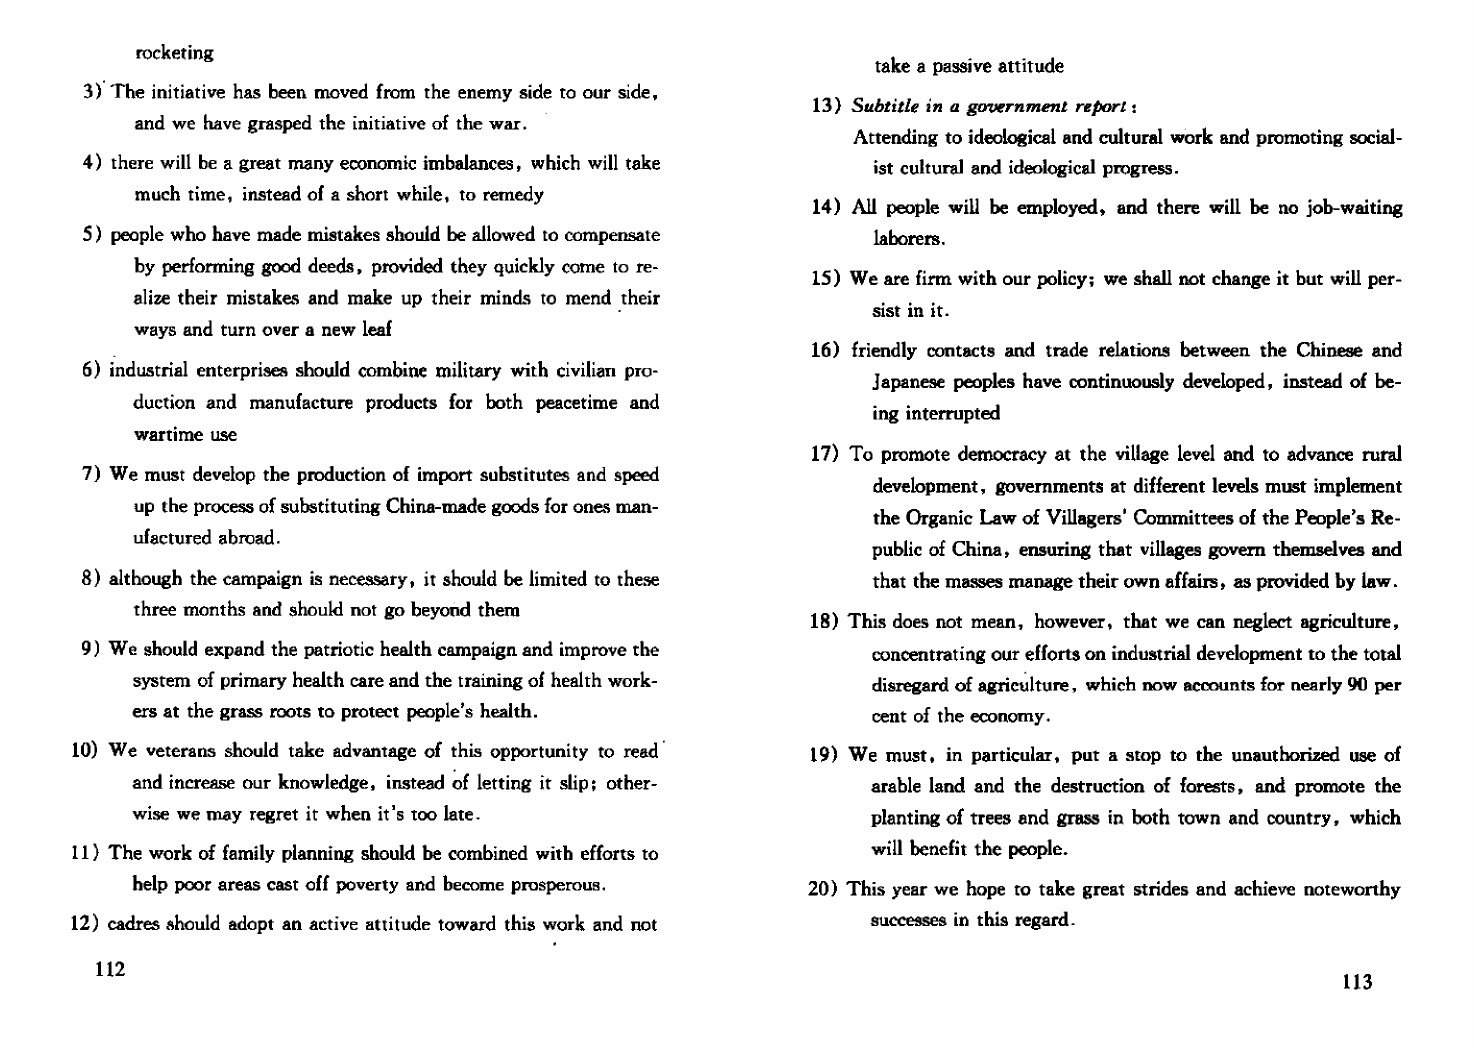 rocketing
3) The initiative has been moved from the enemy side to our side,
and we have grasped the initiative of the war.
4) there will be a great many economic imbalances, which will take
much time, instead of a short while, to remedy
5) people who have made mistakes should be allowed to compensate
by performing good deeds, provided they quickly come to re-
alize their mistakes and make up their minds to mend their
ways and turn over a new leaf
6) industrial enterprises should combine military with civilian pro-
duction and manufacture products for both peacetime and
wartime use
7) We must develop the production of import substitutes and speed
up the process of substituting China-made goods for ones man-
ufactured abroad.
8) although the campaign is necessary, it should be limited to these
three months and should not go beyond them
9) We should expand the patriotic health campaign and improve the
system of primary health care and the training of health work-
ers at the grass roots to protect people's health.
10) We veterans should take advantage of this opportunity to read
and increase our knowledge, instead of letting it slip; other-
wise we may regret it when it's too late.
11) The work of family planning should be combined with efforts to
help poor areas cast off poverty and become prosperous.
12) cadres should adopt an active attitude toward this work and not
112
take a passive attitude
13) Subtitle in a government report:
Attending to ideological and cultural work and promoting social-
ist cultural and ideological progress.
14) All people will be employed, and there will be no job-waiting
laborers.
15) We are firm with our policy; we shall not change it but will per-
sist in it.
16) friendly contacts and trade relations between the Chinese and
Japanese peoples have continuously developed, instead of be-
ing interrupted
17) To promote democracy at the village level and to advance rural
development, governments at different levels must implement
the Organic Law of Villagers' Committees of the People's Re-
public of China, ensuring that villages govern themselves and
that the masses manage their own affairs, as provided by law.
18) This does not mean, however, that we can neglect agriculture,
concentrating our efforts on industrial development to the total
disregard of agriculture, which now accounts for nearly 90 per
cent of the economy.
19) We must, in particular, put a stop to the unauthorized use of
arable land and the destruction of forests, and promote the
planting of trees and grass in both town and country, which
will benefit the people.
20) This year we hope to take great strides and achieve noteworthy
successes in this regard.
113